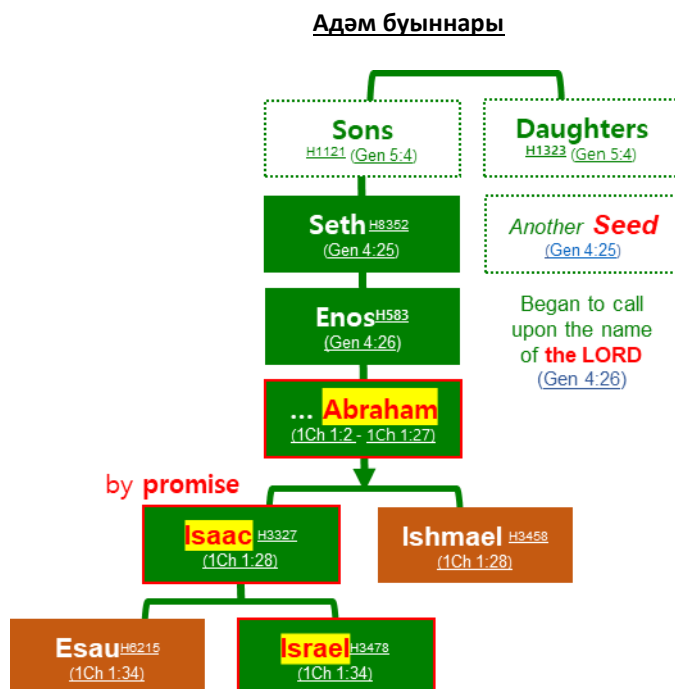 Адәм буыннары
Sons
H1121 (Gen 5:4)
Daughters
H1323 (Gen 5:4)
Seth H8352
(Gen 4:25)
Another Seed
(Gen 4:25)
Enos H583
(Gen 4:26)
Began to call
upon the name
of the LORD
(Gen 4:26)
... Abraham
(1Ch 1:2 - 1Ch 1:27)
by promise
Isaac H3327
(1Ch 1:28)
Ishmael H3458
(1Ch 1:28)
Esau H6215
(1Ch 1:34)
Israel H3478
(1Ch 1:34)